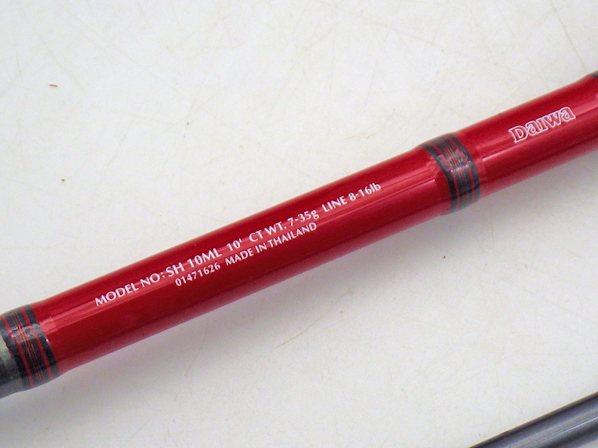 MODEL NO: SH 10ML 10' CT WT. 7-35g LINE 8-16lb
01471626 MADE IN THAILAND
Daiwa